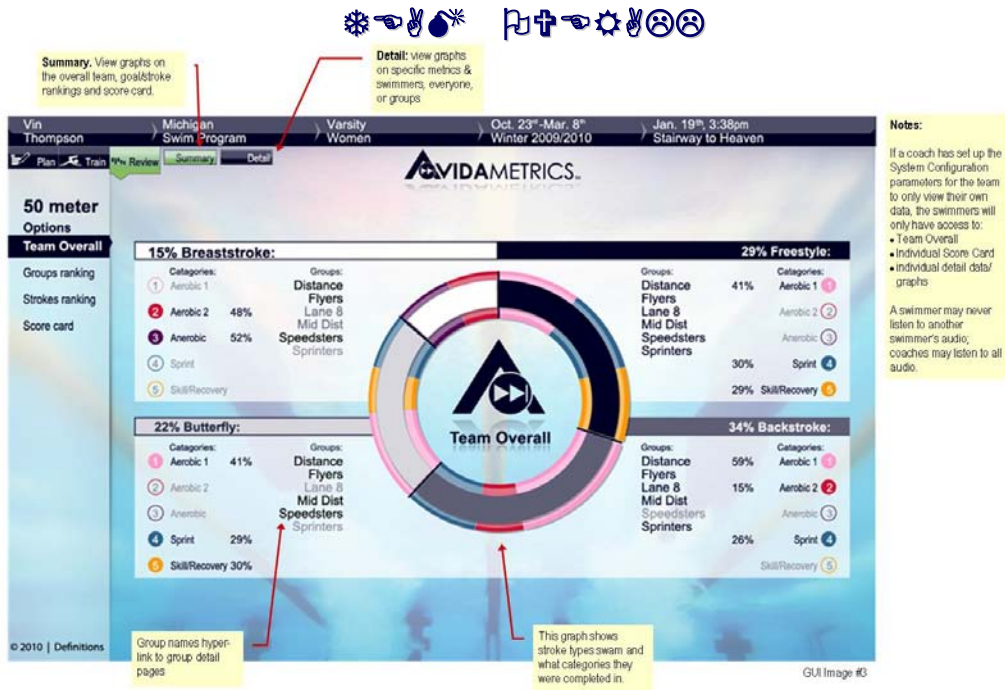 ❄☜✌💣 ⚐✞☜☼✌☹☹
Summary. View graphs on
the overall team, goal/stroke
rankings and score card.
Detail: view graphs
on specific metrics &
swimmers, everyone,
or groups
Vin
Thompson
Michigan
Swim Program
Varsity
Women
Oct. 23rd-Mar. 8th
Winter 2009/2010
Jan. 19th, 3:38pm
Stairway to Heaven
Plan
Train
Review
Summary
Detail
AVIDAMETRICS™
50 meter
Options
Team Overall
Groups ranking
Strokes ranking
Score card
15% Breaststroke:
Catagories:
Groups:
1 Aerobic 1
2 Aerobic 2 48%
3 Anerobic 52%
4 Sprint
5 Skill/Recovery
Distance
Flyers
Lane 8
Mid Dist
Speedsters
Sprinters
29% Freestyle:
Groups:
Catagories:
Distance
Flyers
Lane 8
Mid Dist
Speedsters
Sprinters
41% Aerobic 1 1
Aerobic 2 2
Anerobic 3
30% Sprint 4
29% Skill/Recovery 5
Team Overall
22% Butterfly:
Catagories:
Groups:
1 Aerobic 1 41%
2 Aerobic 2
3 Anerobic
4 Sprint 29%
5 Skill/Recovery 30%
Distance
Flyers
Lane 8
Mid Dist
Speedsters
Sprinters
34% Backstroke:
Groups:
Catagories:
Distance
Flyers
Lane 8
Mid Dist
Speedsters
Sprinters
59% Aerobic 1 1
15% Aerobic 2 2
Anerobic 3
26% Sprint 4
Skill/Recovery 5
Group names hyper-
link to group detail
pages
This graph shows
stroke types swam and
what categories they
were completed in.
© 2010 | Definitions
GUI Image #3
Notes:
If a coach has set up the
System Configuration
parameters for the team
to only view their own
data, the swimmers will
only have access to:
• Team Overall
• Individual Score Card
• individual detail data/
graphs
A swimmer may never
listen to another
swimmer's audio;
coaches may listen to all
audio.